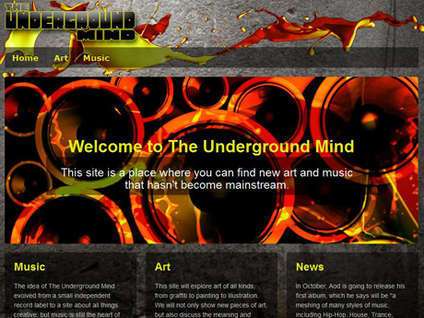 THE
UNDERGROUND
MIND
Home Art Music
Welcome to The Underground Mind
This site is a place where you can find new art and music
that hasn't become mainstream.
Music
The idea of The Underground Mind
evolved from a small independent
record label to a site about all things
creative, but music is still the heart of
Art
This site will explore art of all kinds,
from graffiti to painting to illustration.
We will not only show new pieces of art,
but also discuss the meaning and
News
In October, Aod is going to release his
first album, which he says will be "a
meshing of many styles of music,
including Hip-Hop, House, Trance,